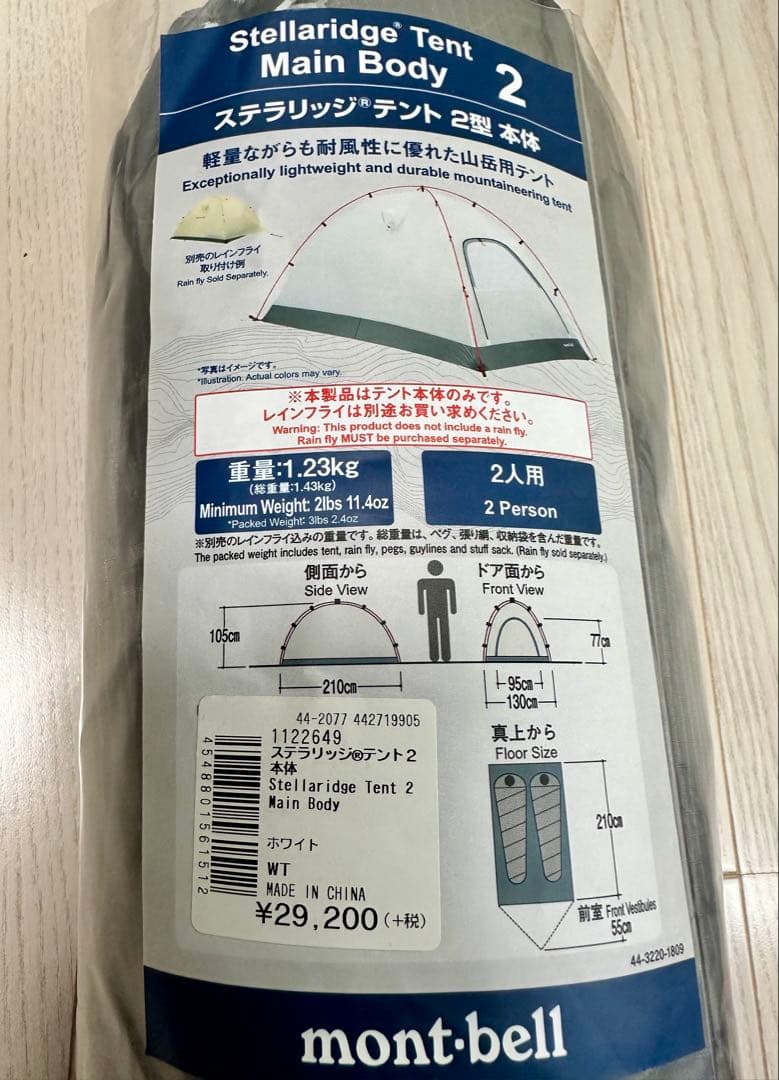 Stellaridge® Tent
Main Body 2
ステラリッジ®テント 2型 本体
軽量ながらも耐風性に優れた山岳用テント
Exceptionally lightweight and durable mountaineering tent
別売のレインフライ
取り付け例
Rain fly Sold Separately.
*写真はイメージです。
*Illustration: Actual colors may vary.
※本製品はテント本体のみです。
レインフライは別途お買い求めください。
Warning: This product does not include a rain fly.
Rain fly MUST be purchased separately.
重量:1.23kg
(総重量:1.43kg)
Minimum Weight: 2lbs 11.4oz
*Packed Weight: 3lbs 2.4oz
2人用
2 Person
※別売のレインフライ込みの重量です。総重量は、ペグ、張り綱、収納袋を含んだ重量です。
The packed weight includes tent, rain fly, pegs, guylines and stuff sack. (Rain fly sold separately.)
側面から
Side View
ドア面から
Front View
105cm
210cm
77cm
95cm
130cm
真上から
Floor Size
210cm
前室 Front Vestibules
55cm
44-3220-1809
44-2077 442719905
1122649
ステラリッジ®テント2
本体
Stellaridge Tent 2
Main Body
ホワイト
WT
MADE IN CHINA
¥29,200(+税)
4548801561512
mont·bell